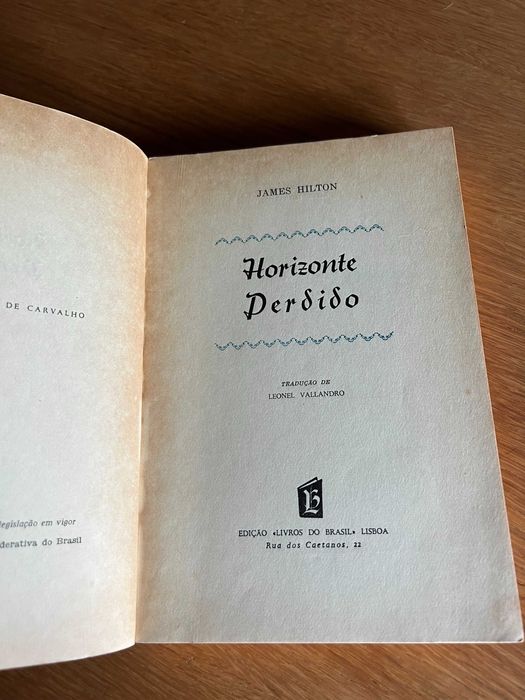 DE CARVALHO
legislação em vigor
derativa do Brasil
JAMES HILTON
Horizonte
Perdido
TRADUÇÃO DE
LEONEL VALLANDRO
LB
EDIÇÃO «LIVROS DO BRASIL» LISBOA
Rua dos Caetanos, 22